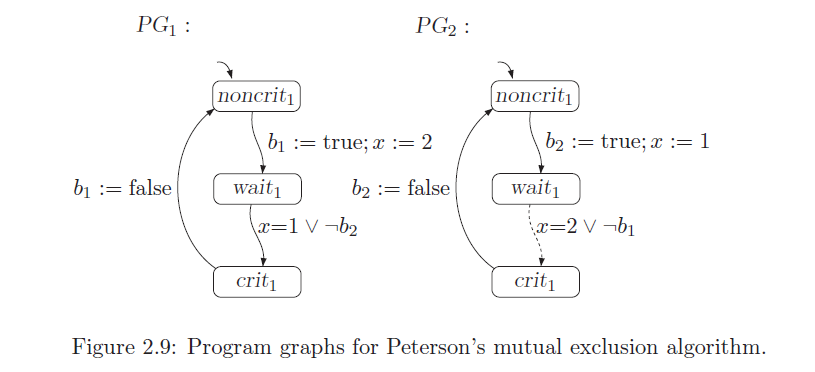 PG₁ : PG₂ :
noncrit₁ noncrit₁
b₁ := true; x := 2 b₂ := true; x := 1
b₁ := false wait₁ b₂ := false wait₁
x=1 ∨ ¬b₂ x=2 ∨ ¬b₁
crit₁ crit₁
Figure 2.9: Program graphs for Peterson's mutual exclusion algorithm.